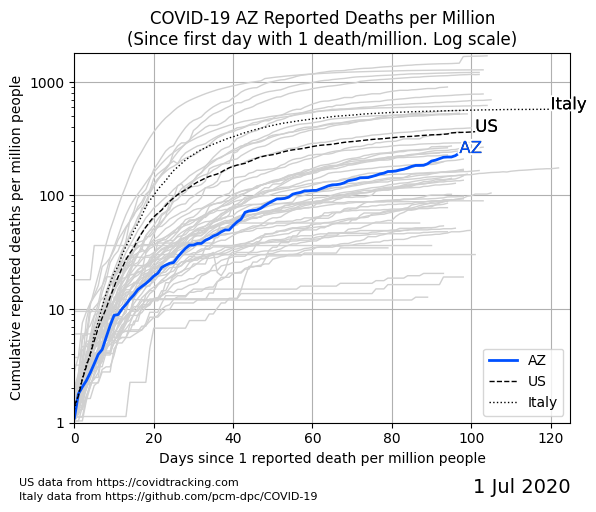 COVID-19 AZ Reported Deaths per Million
(Since first day with 1 death/million. Log scale)
Cumulative reported deaths per million people
1000
100
10
1
Italy
US
AZ
AZ
US
Italy
0 20 40 60 80 100 120
Days since 1 reported death per million people
US data from https://covidtracking.com
Italy data from https://github.com/pcm-dpc/COVID-19
1 Jul 2020